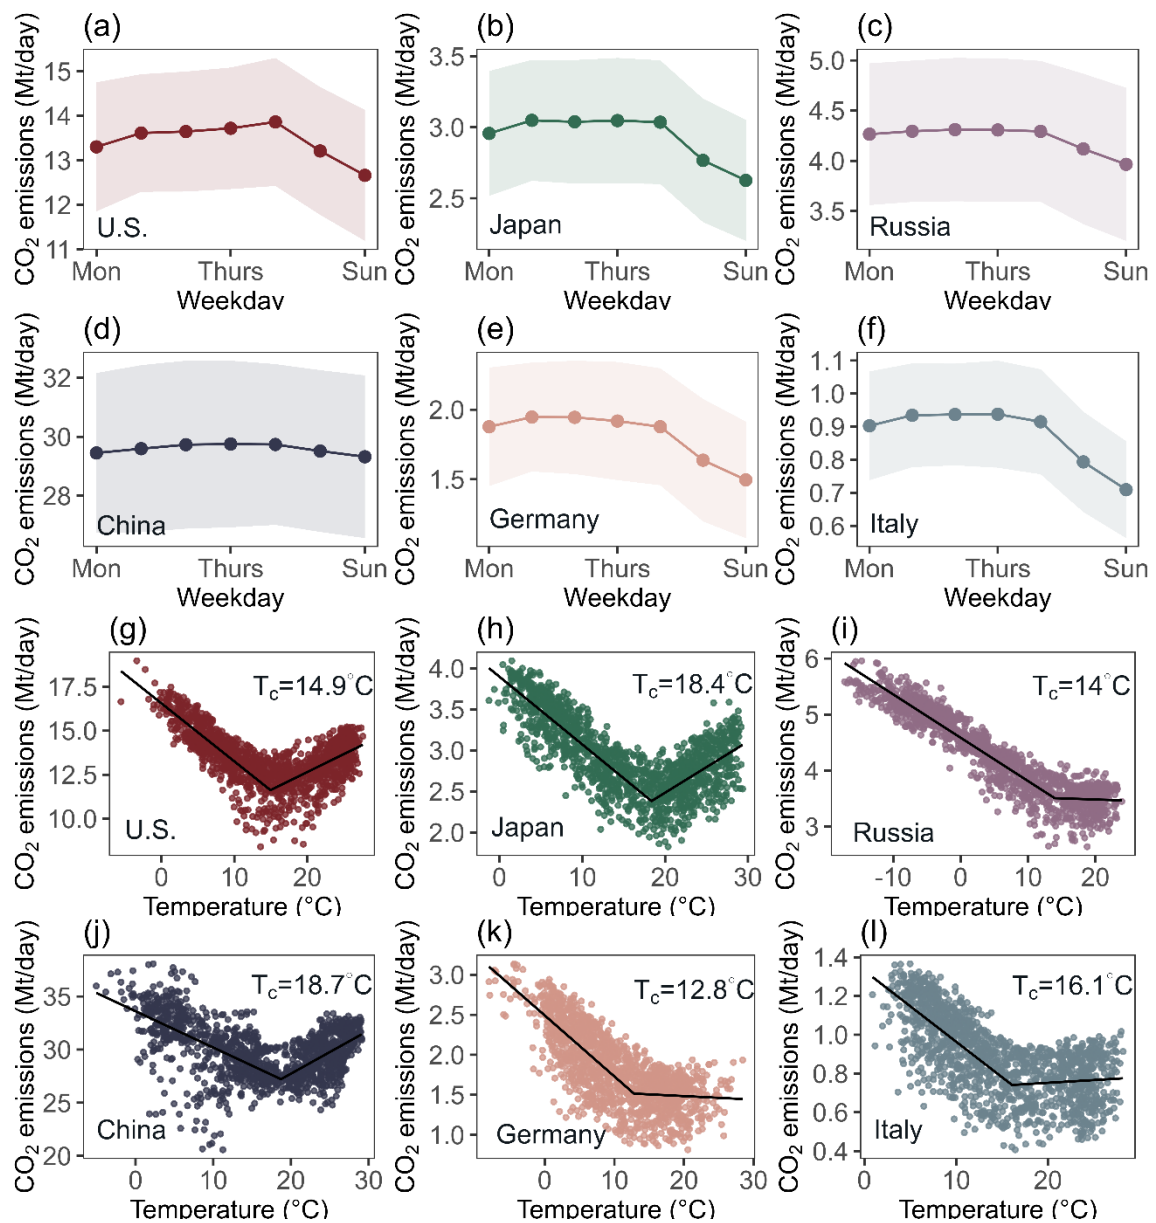 (a)
(b)
(c)
CO₂ emissions (Mt/day)
15
14
13
12
11
U.S.
Mon
Thurs
Sun
Weekday
CO₂ emissions (Mt/day)
3.5
3.0
2.5
Japan
Mon
Thurs
Sun
Weekday
CO₂ emissions (Mt/day)
5.0
4.5
4.0
3.5
Russia
Mon
Thurs
Sun
Weekday
(d)
(e)
(f)
CO₂ emissions (Mt/day)
32
30
28
China
Mon
Thurs
Sun
Weekday
CO₂ emissions (Mt/day)
2.0
1.5
Germany
Mon
Thurs
Sun
Weekday
CO₂ emissions (Mt/day)
1.1
1.0
0.9
0.8
0.7
0.6
Italy
Mon
Thurs
Sun
Weekday
(g)
(h)
(i)
CO₂ emissions (Mt/day)
17.5
15.0
12.5
10.0
T_c=14.9°C
U.S.
0
10
20
Temperature (°C)
CO₂ emissions (Mt/day)
4.0
3.5
3.0
2.5
2.0
T_c=18.4°C
Japan
0
10
20
30
Temperature (°C)
CO₂ emissions (Mt/day)
6
5
4
3
T_c=14°C
Russia
-10
0
10
20
Temperature (°C)
(j)
(k)
(l)
CO₂ emissions (Mt/day)
35
30
25
20
T_c=18.7°C
China
0
10
20
30
Temperature (°C)
CO₂ emissions (Mt/day)
3.0
2.5
2.0
1.5
1.0
T_c=12.8°C
Germany
0
10
20
30
Temperature (°C)
CO₂ emissions (Mt/day)
1.4
1.2
1.0
0.8
0.6
0.4
T_c=16.1°C
Italy
10
20
Temperature (°C)